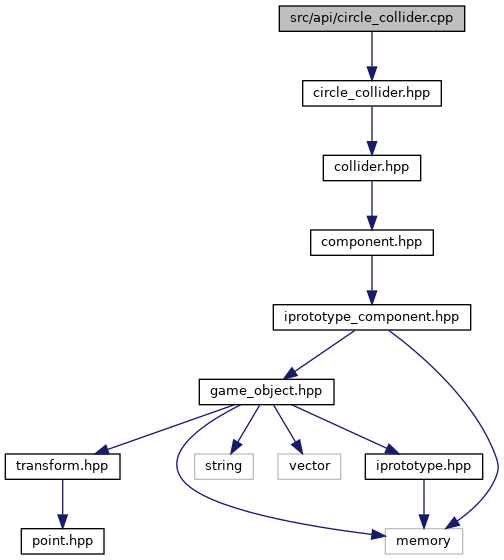 src/api/circle_collider.cpp
circle_collider.hpp
collider.hpp
component.hpp
iprototype_component.hpp
game_object.hpp
transform.hpp
string
vector
iprototype.hpp
point.hpp
memory